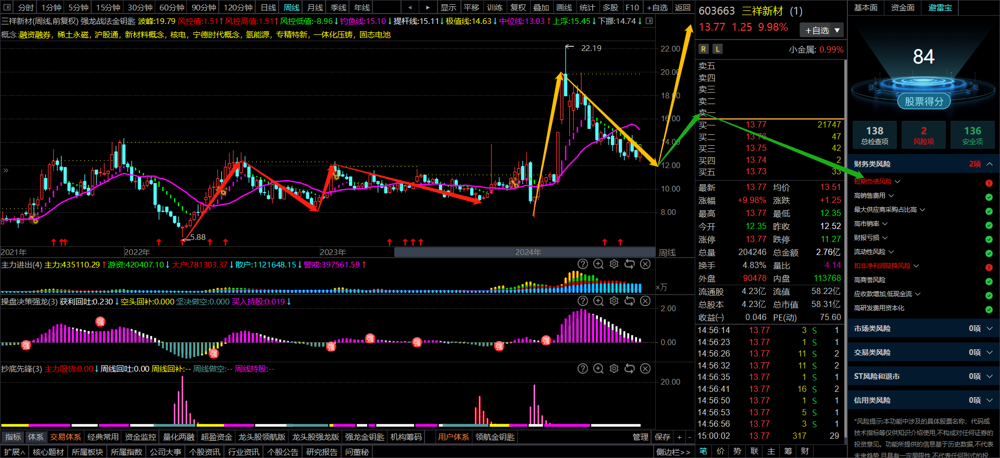 分时 1分钟 5分钟 15分钟 30分钟 60分钟 90分钟 120分钟 日线 周线 月线 季线 年线 显示 平移 训练 复权 叠加 画线 统计 多股 F10 +自选 返回
三祥新材(周线,前复权) 强龙战法金钥匙 波峰:19.79 风控值:1.51↑ 风控高值:1.51↑ 风控低值:-8.96↓ 钓鱼线:15.10↓ 提杆线:15.11↓ 极值线:14.63↓ 中位线:13.03↑ 上浮:15.45↓ 下挪:14.74↓
概念:融资融券, 稀土永磁, 沪股通, 新材料概念, 核电, 宁德时代概念, 氢能源, 专精特新, 一体化压铸, 固态电池
22.19
5.88
22.00
20.00
18.00
16.00
14.00
12.00
10.00
8.00
2021年 2022年 2023年 2024年 周线
主力进出(4) 主力:435110.29↑ 游资:420407.10↓ 大户:781303.37↓ 散户:1121648.15↓ 警戒:397561.59↑
×万
操盘决策强龙(3) 获利回吐:0.230↓ 空头回补:0.000 坚决做空:0.000 买入持股:0.019↓
2.00
强 强 强 强 强 强 强 强
0.00
抄底先锋(3) 主力吸货:0.00↓ 周线回吐:0.00 周线回补:-- 周线做空:-- 周线持股:--
20.00
指标 体系 交易体系 经典常用 资金监控 量化两融 超盈资金 龙头股领航版 龙头股强龙版 强龙金钥匙 机构筹码 用户体系 领航金钥匙 管理 保存 + -
扩展∧ 核心题材 所属板块 所属指数 公司大事 个股资讯 行业资讯 个股公告 研究报告 问董秘 侧边栏>>
603663 三祥新材 (1)
13.77 1.25 9.98% +自选 ▼
R L 小金属: 0.99%
卖五
卖四
卖三
卖二
卖一
买一 13.77 21747
买二 13.76 47
买三 13.75 42
买四 13.74 2
买五 13.73 33
最新 13.77 均价 13.51
涨幅 +9.98% 涨跌 +1.25
最高 13.77 最低 12.35
今开 12.35 昨收 12.52
涨停 13.77 跌停 11.27
总量 204246 总金额 2.76亿
换手 4.83% 量比 4.14
外盘 90478 内盘 113768
流通股 4.23亿 流值 58.22亿
总股本 4.23亿 总市值 58.31亿
收益(一) 0.046 PE(动) 75.60
14:56:14 13.77 3 S 1
14:56:23 13.77 1 S 1
14:56:26 13.77 11 S 2
14:56:32 13.77 11 S 2
14:56:35 13.77 1 S 1
14:56:41 13.77 16 S 2
14:56:50 13.77 1 S 1
14:56:53 13.77 5 S 1
14:56:56 13.77 3 S 1
15:00:02 13.77 317 29
笔 价 势 联 主 筹 财
基本面 资金面 避雷宝
84
股票得分
138 2 136
总检查项 风险项 安全项
财务类风险 2项
短期负债风险
高销售费用
最大供应商采购占比高
高市销率
财报亏损
流动性风险
扣非净利润陡降风险
高商誉风险
应收款增加,低现金流
高研发费用资本化
市场类风险 0项
交易类风险 0项
ST风险和退市 0项
信用类风险 0项
*风险提示:本功能中涉及的具体股票名称、代码或
技术指标等仅供知识介绍使用,不构成对任何证券的
投资意见。功能所提供的信息基于历史数据,不代表
未来趋势,且具有一定局限性,不代表任何形式的投